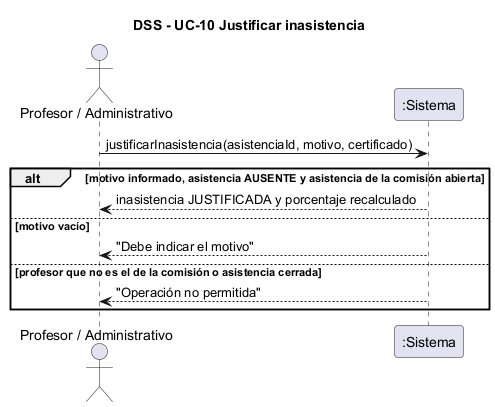 DSS - UC-10 Justificar inasistencia
Profesor / Administrativo
:Sistema
justificarInasistencia(asistenciaId, motivo, certificado)
alt
[motivo informado, asistencia AUSENTE y asistencia de la comisión abierta]
inasistencia JUSTIFICADA y porcentaje recalculado
[motivo vacío]
"Debe indicar el motivo"
[profesor que no es el de la comisión o asistencia cerrada]
"Operación no permitida"
Profesor / Administrativo
:Sistema